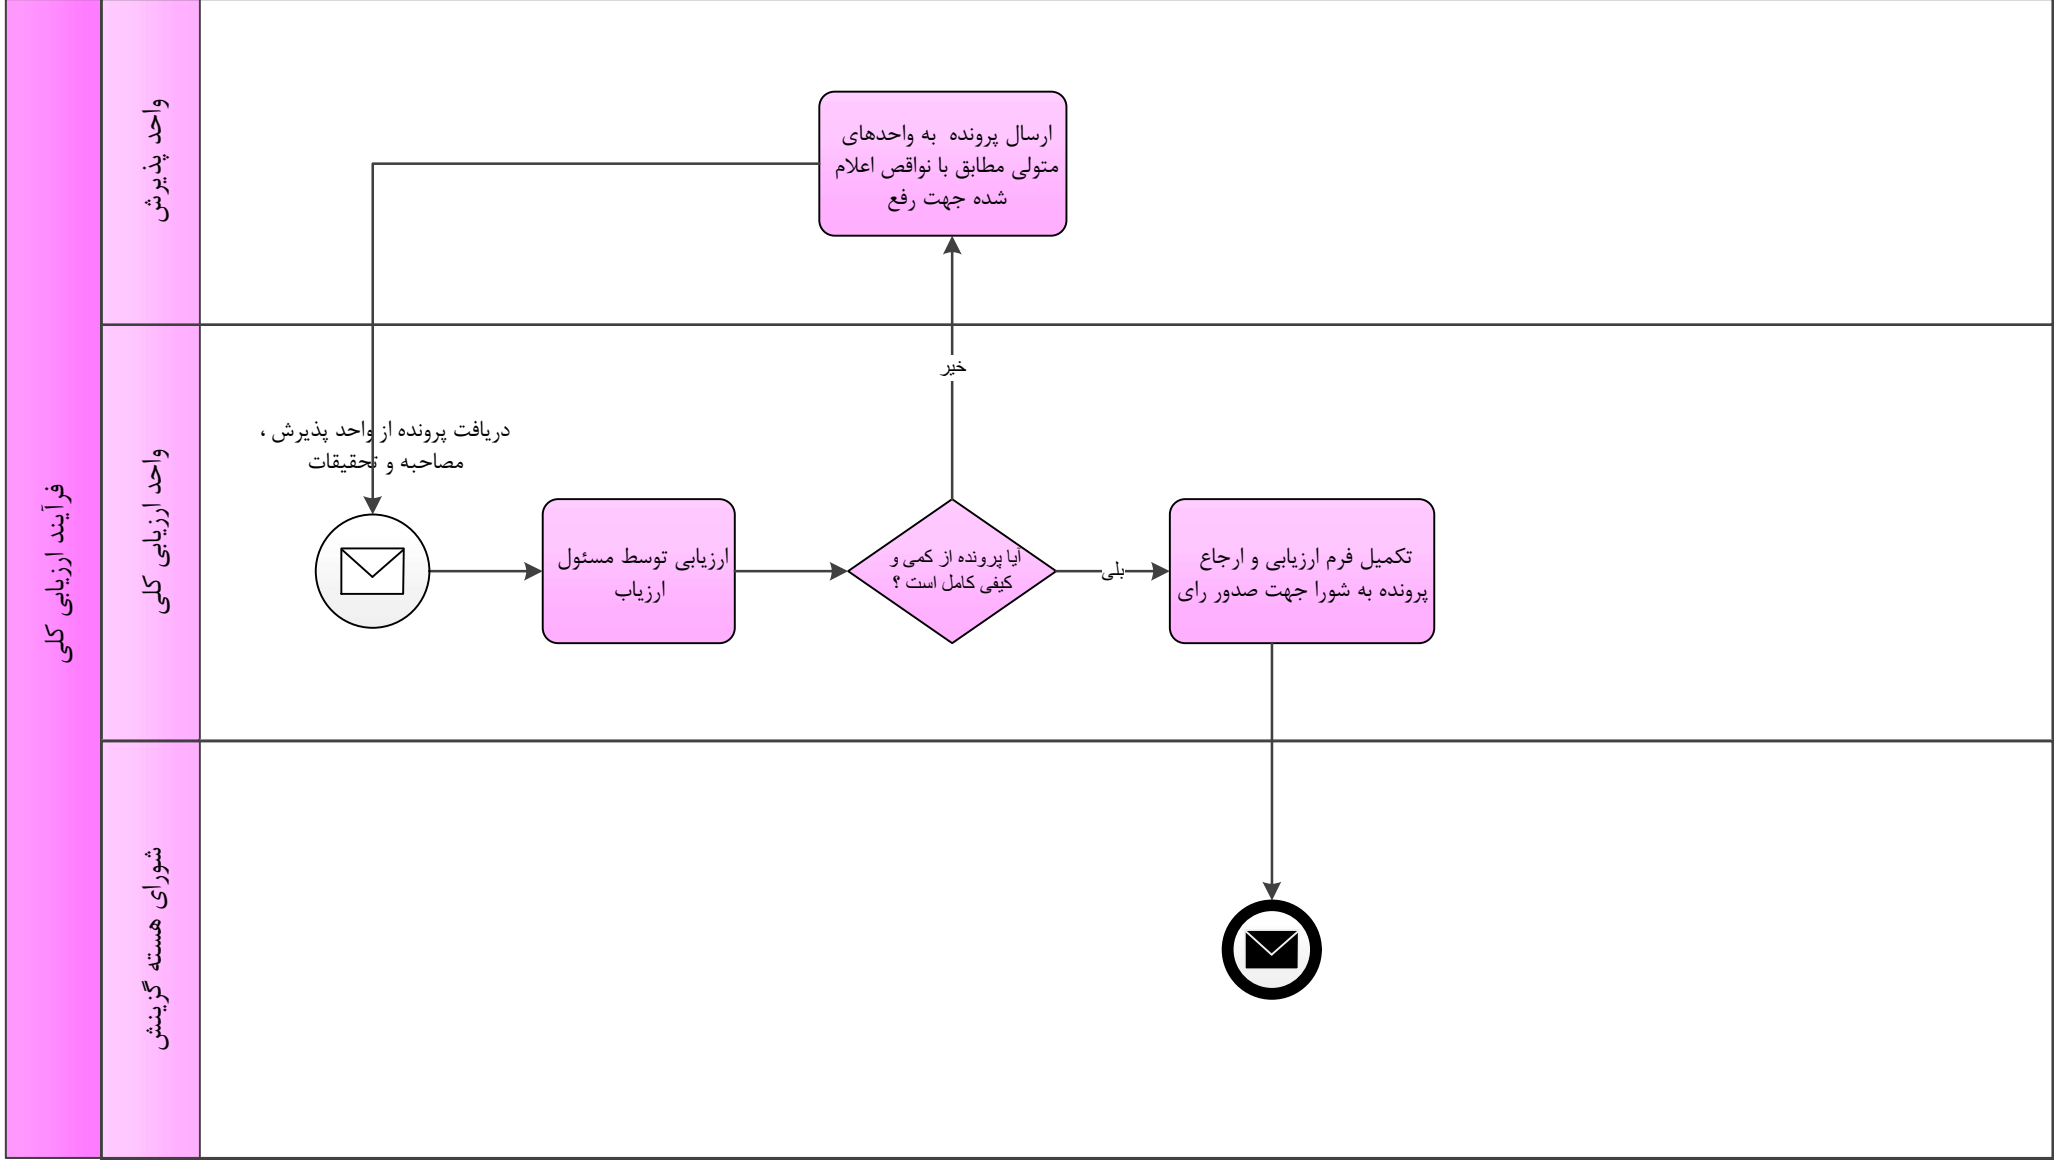 فرآیند ارزیابی کلی
واحد پذیرش
ارسال پرونده به واحدهای
متولی مطابق با نواقص اعلام
شده جهت رفع
واحد ارزیابی کلی
خیر
دریافت پرونده از واحد پذیرش ،
مصاحبه و تحقیقات
ارزیابی توسط مسئول
ارزیاب
آیا پرونده از کمی و
کیفی کامل است ؟
بلی
تکمیل فرم ارزیابی و ارجاع
پرونده به شورا جهت صدور رای
شورای هسته گزینش